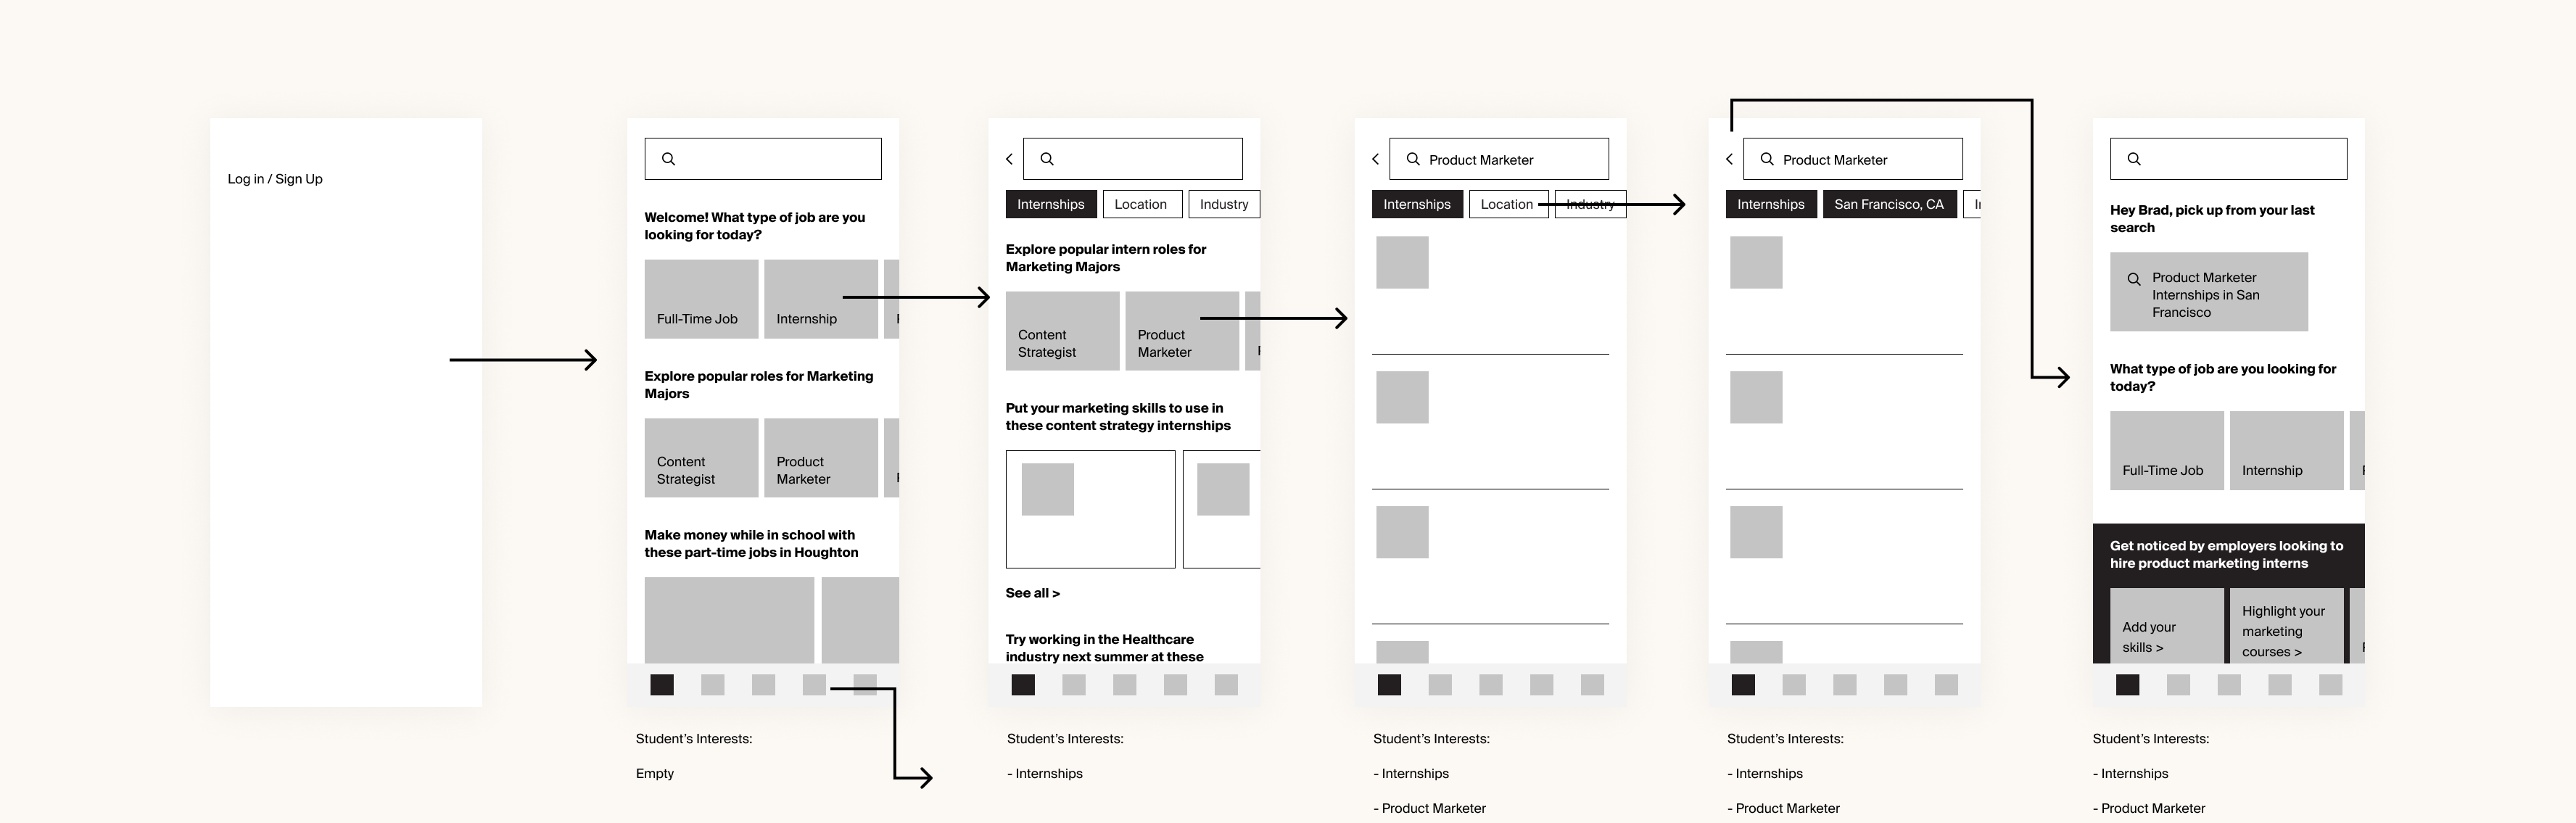 Log in / Sign Up
Welcome! What type of job are you
looking for today?
Full-Time Job
Internship
Explore popular roles for Marketing
Majors
Content
Strategist
Product
Marketer
Make money while in school with
these part-time jobs in Houghton
Student’s Interests:
Empty
Internships
Location
Industry
Explore popular intern roles for
Marketing Majors
Content
Strategist
Product
Marketer
Put your marketing skills to use in
these content strategy internships
See all >
Try working in the Healthcare
industry next summer at these
Student’s Interests:
- Internships
Product Marketer
Internships
Location
Industry
Student’s Interests:
- Internships
- Product Marketer
Product Marketer
Internships
San Francisco, CA
Student’s Interests:
- Internships
- Product Marketer
Hey Brad, pick up from your last
search
Product Marketer
Internships in San
Francisco
What type of job are you looking for
today?
Full-Time Job
Internship
Get noticed by employers looking to
hire product marketing interns
Add your
skills >
Highlight your
marketing
courses >
Student’s Interests:
- Internships
- Product Marketer